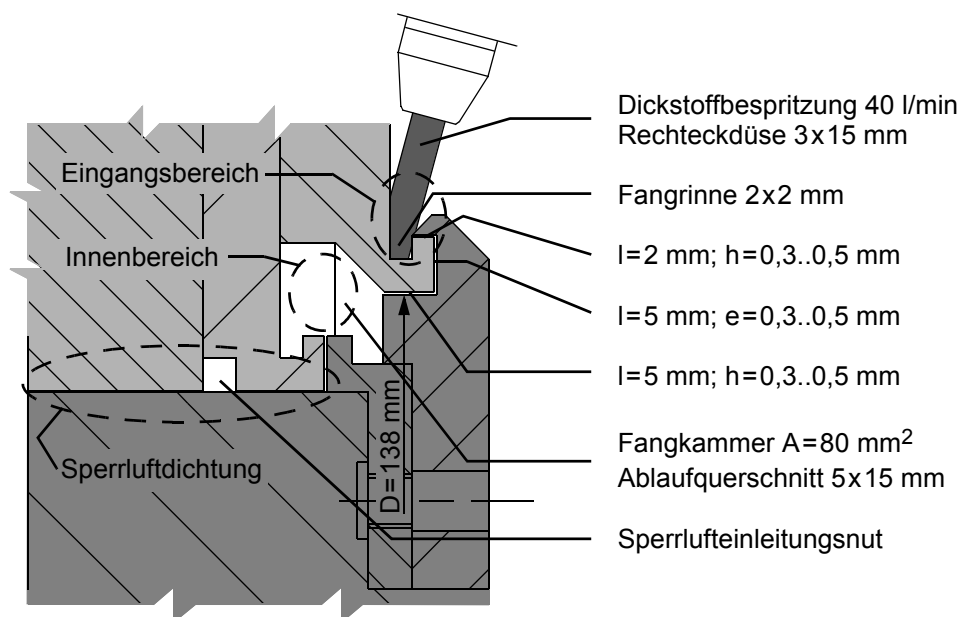 Dickstoffbespritzung 40 l/min
Rechteckdüse 3x15 mm
Eingangsbereich
Fangrinne 2x2 mm
Innenbereich
l=2 mm; h=0,3..0,5 mm
l=5 mm; e=0,3..0,5 mm
l=5 mm; h=0,3..0,5 mm
D=138 mm
Fangkammer A=80 mm²
Ablaufquerschnitt 5x15 mm
Sperrluftdichtung
Sperrlufteinleitungsnut